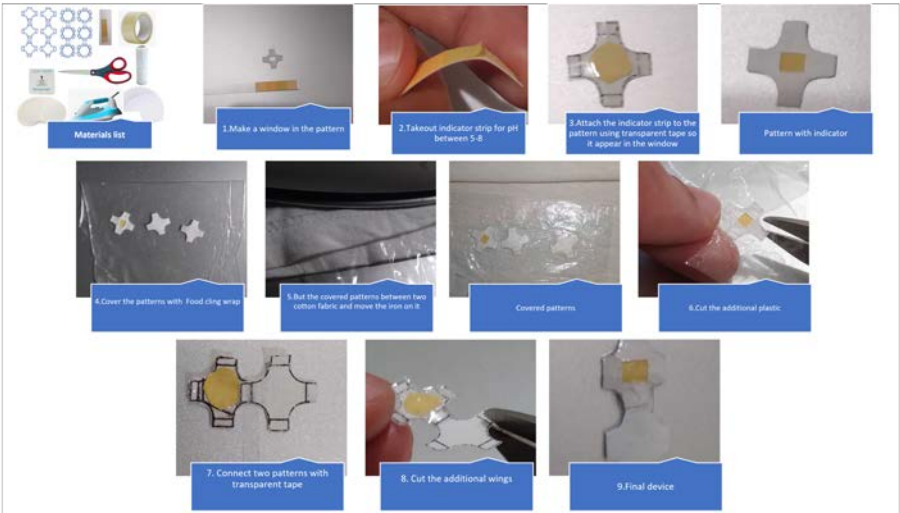 Materials list
1.Make a window in the pattern
2.Takeout indicator strip for pH
between 5-8
3.Attach the indicator strip to the
pattern using transparent tape so
it appear in the window
Pattern with indicator
4.Cover the patterns with Food cling wrap
5.But the covered patterns between two
cotton fabric and move the iron on it
Covered patterns
6.Cut the additional plastic
7. Connect two patterns with
transparent tape
8. Cut the additional wings
9.Final device